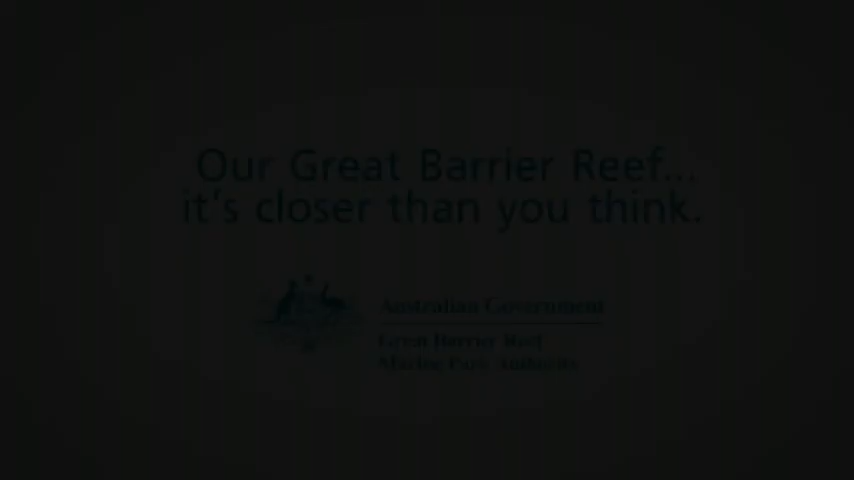 Our Great Barrier Reef...
it's closer than you think.
Australian Government
Great Barrier Reef
Marine Park Authority